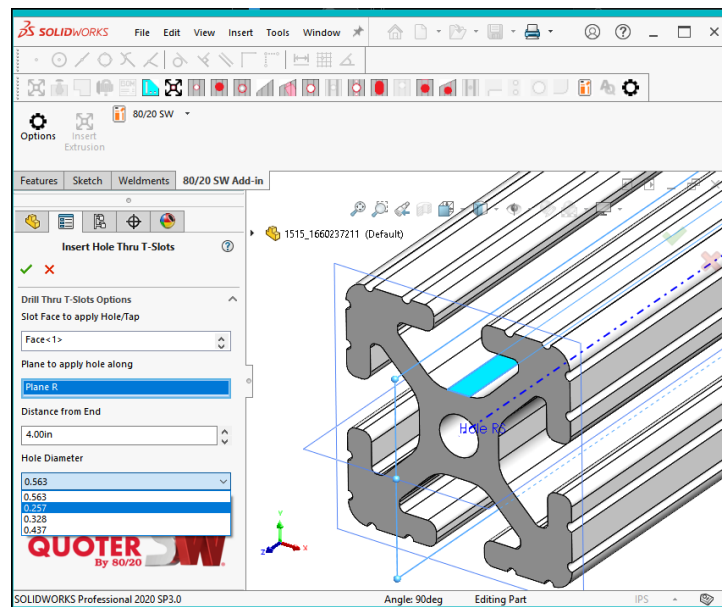 SOLIDWORKS File Edit View Insert Tools Window
Options
Insert
Extrusion
80/20 SW
Features Sketch Weldments 80/20 SW Add-in
Insert Hole Thru T-Slots
Drill Thru T-Slots Options
Slot Face to apply Hole/Tap
Face<1>
Plane to apply hole along
Plane R
Distance from End
4.00in
Hole Diameter
0.563
0.563
0.257
0.328
0.437
QUOTER SW
By 80/20
1515_1660237211 (Default)
Hole Rs
Y
Z
X
SOLIDWORKS Professional 2020 SP3.0 Angle: 90deg Editing Part IPS